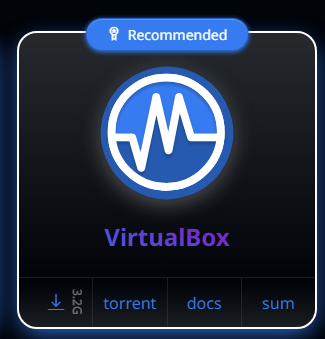 Recommended
VirtualBox
3.2G
torrent
docs
sum